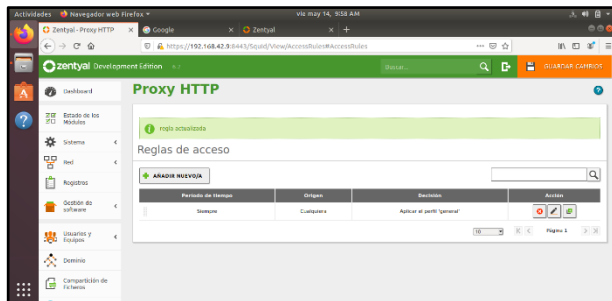 Actividades Navegador web Firefox vie may 14, 9:58 AM
Zentyal - Proxy HTTP Google Zentyal
https://192.168.42.9:8443/Squid/View/AccessRules#AccessRules
zentyal Development Edition Buscar... GUARDAR CAMBIOS
Dashboard
Estado de los Módulos
Sistema
Red
Registros
Gestión de software
Usuarios y Equipos
Dominio
Compartición de Ficheros
Proxy HTTP
regla actualizada
Reglas de acceso
AÑADIR NUEVO/A
Periodo de tiempo Origen Decisión Acción
Siempre Cualquiera Aplicar el perfil 'general'
10 Página 1